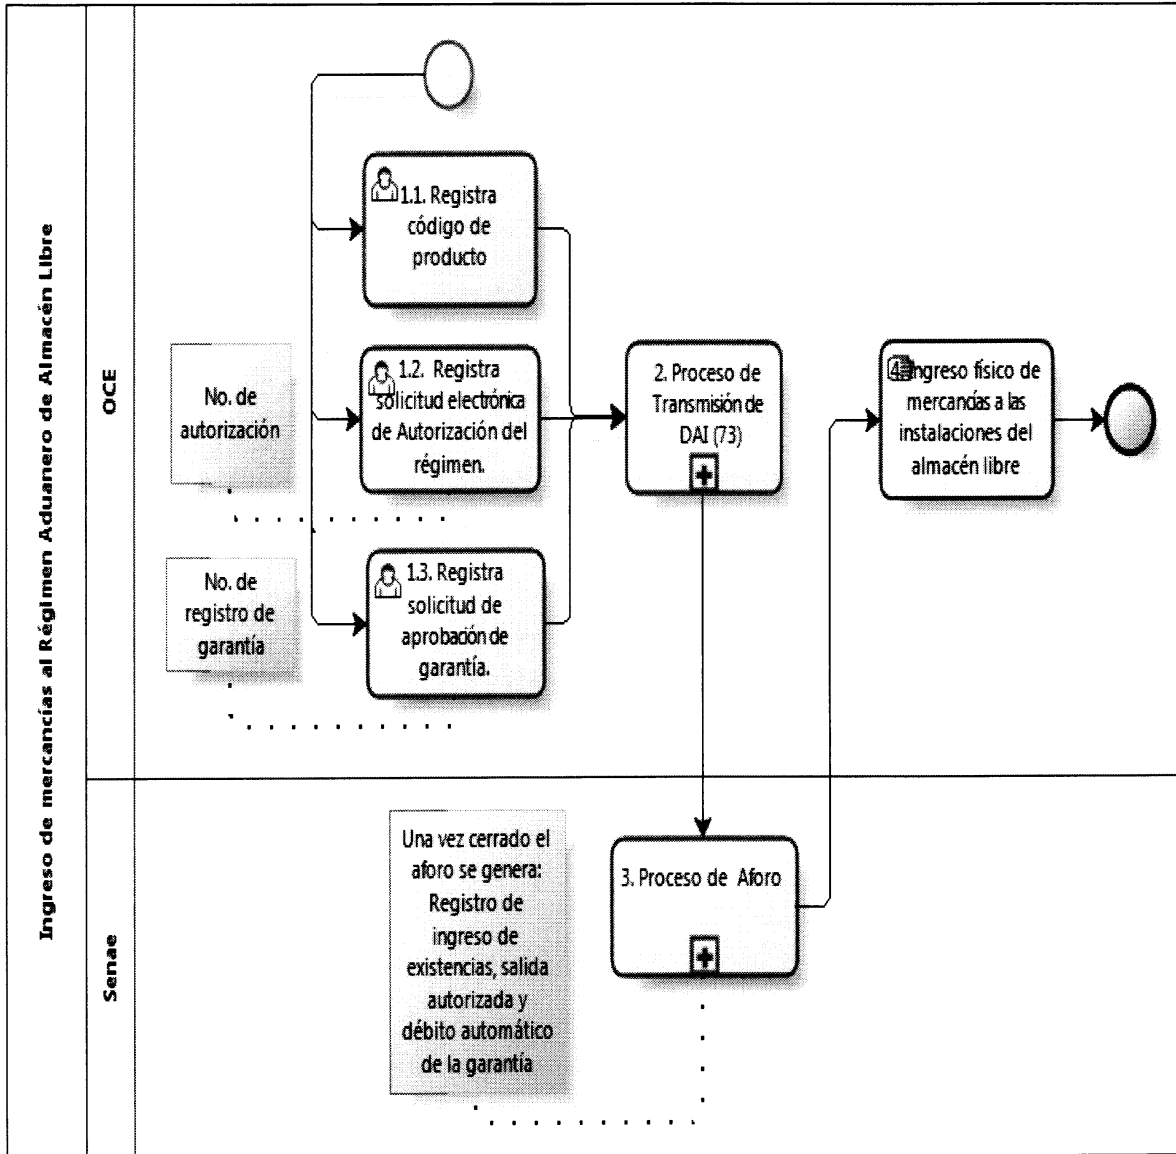 Ingreso de mercancías al Régimen Aduanero de Almacén Libre
OCE
1.1. Registra
código de
producto
No. de
autorización
1.2. Registra
solicitud electrónica
de Autorización del
régimen.
No. de
registro de
garantía
1.3. Registra
solicitud de
aprobación de
garantía.
2. Proceso de
Transmisión de
DAI (73)
4. Ingreso físico de
mercancías a las
instalaciones del
almacén libre
Senae
Una vez cerrado el
aforo se genera:
Registro de
ingreso de
existencias, salida
autorizada y
débito automático
de la garantía
3. Proceso de Aforo